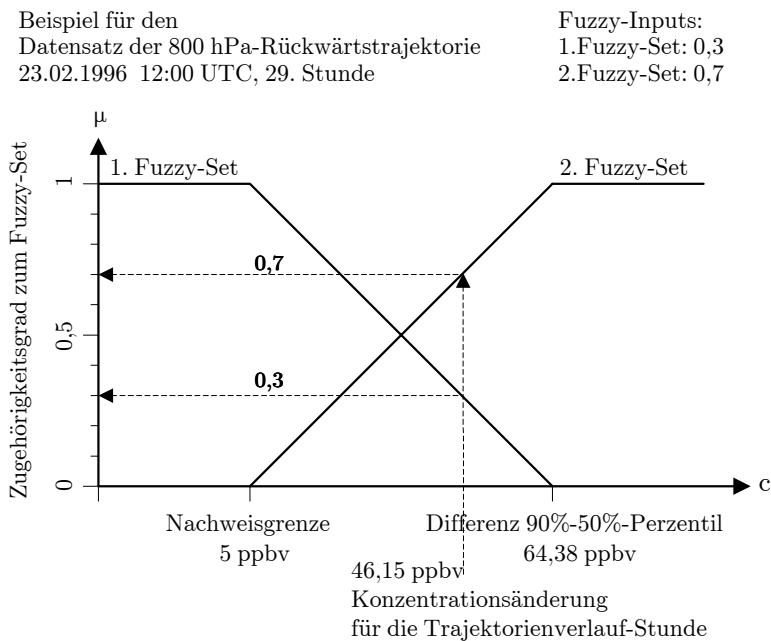 Beispiel für den
Datensatz der 800 hPa-Rückwärtstrajektorie
23.02.1996 12:00 UTC, 29. Stunde
Fuzzy-Inputs:
1.Fuzzy-Set: 0,3
2.Fuzzy-Set: 0,7
μ
Zugehörigkeitsgrad zum Fuzzy-Set
1. Fuzzy-Set
2. Fuzzy-Set
1
0,7
0,5
0,3
0
c
Nachweisgrenze
5 ppbv
Differenz 90%-50%-Perzentil
64,38 ppbv
46,15 ppbv
Konzentrationsänderung
für die Trajektorienverlauf-Stunde